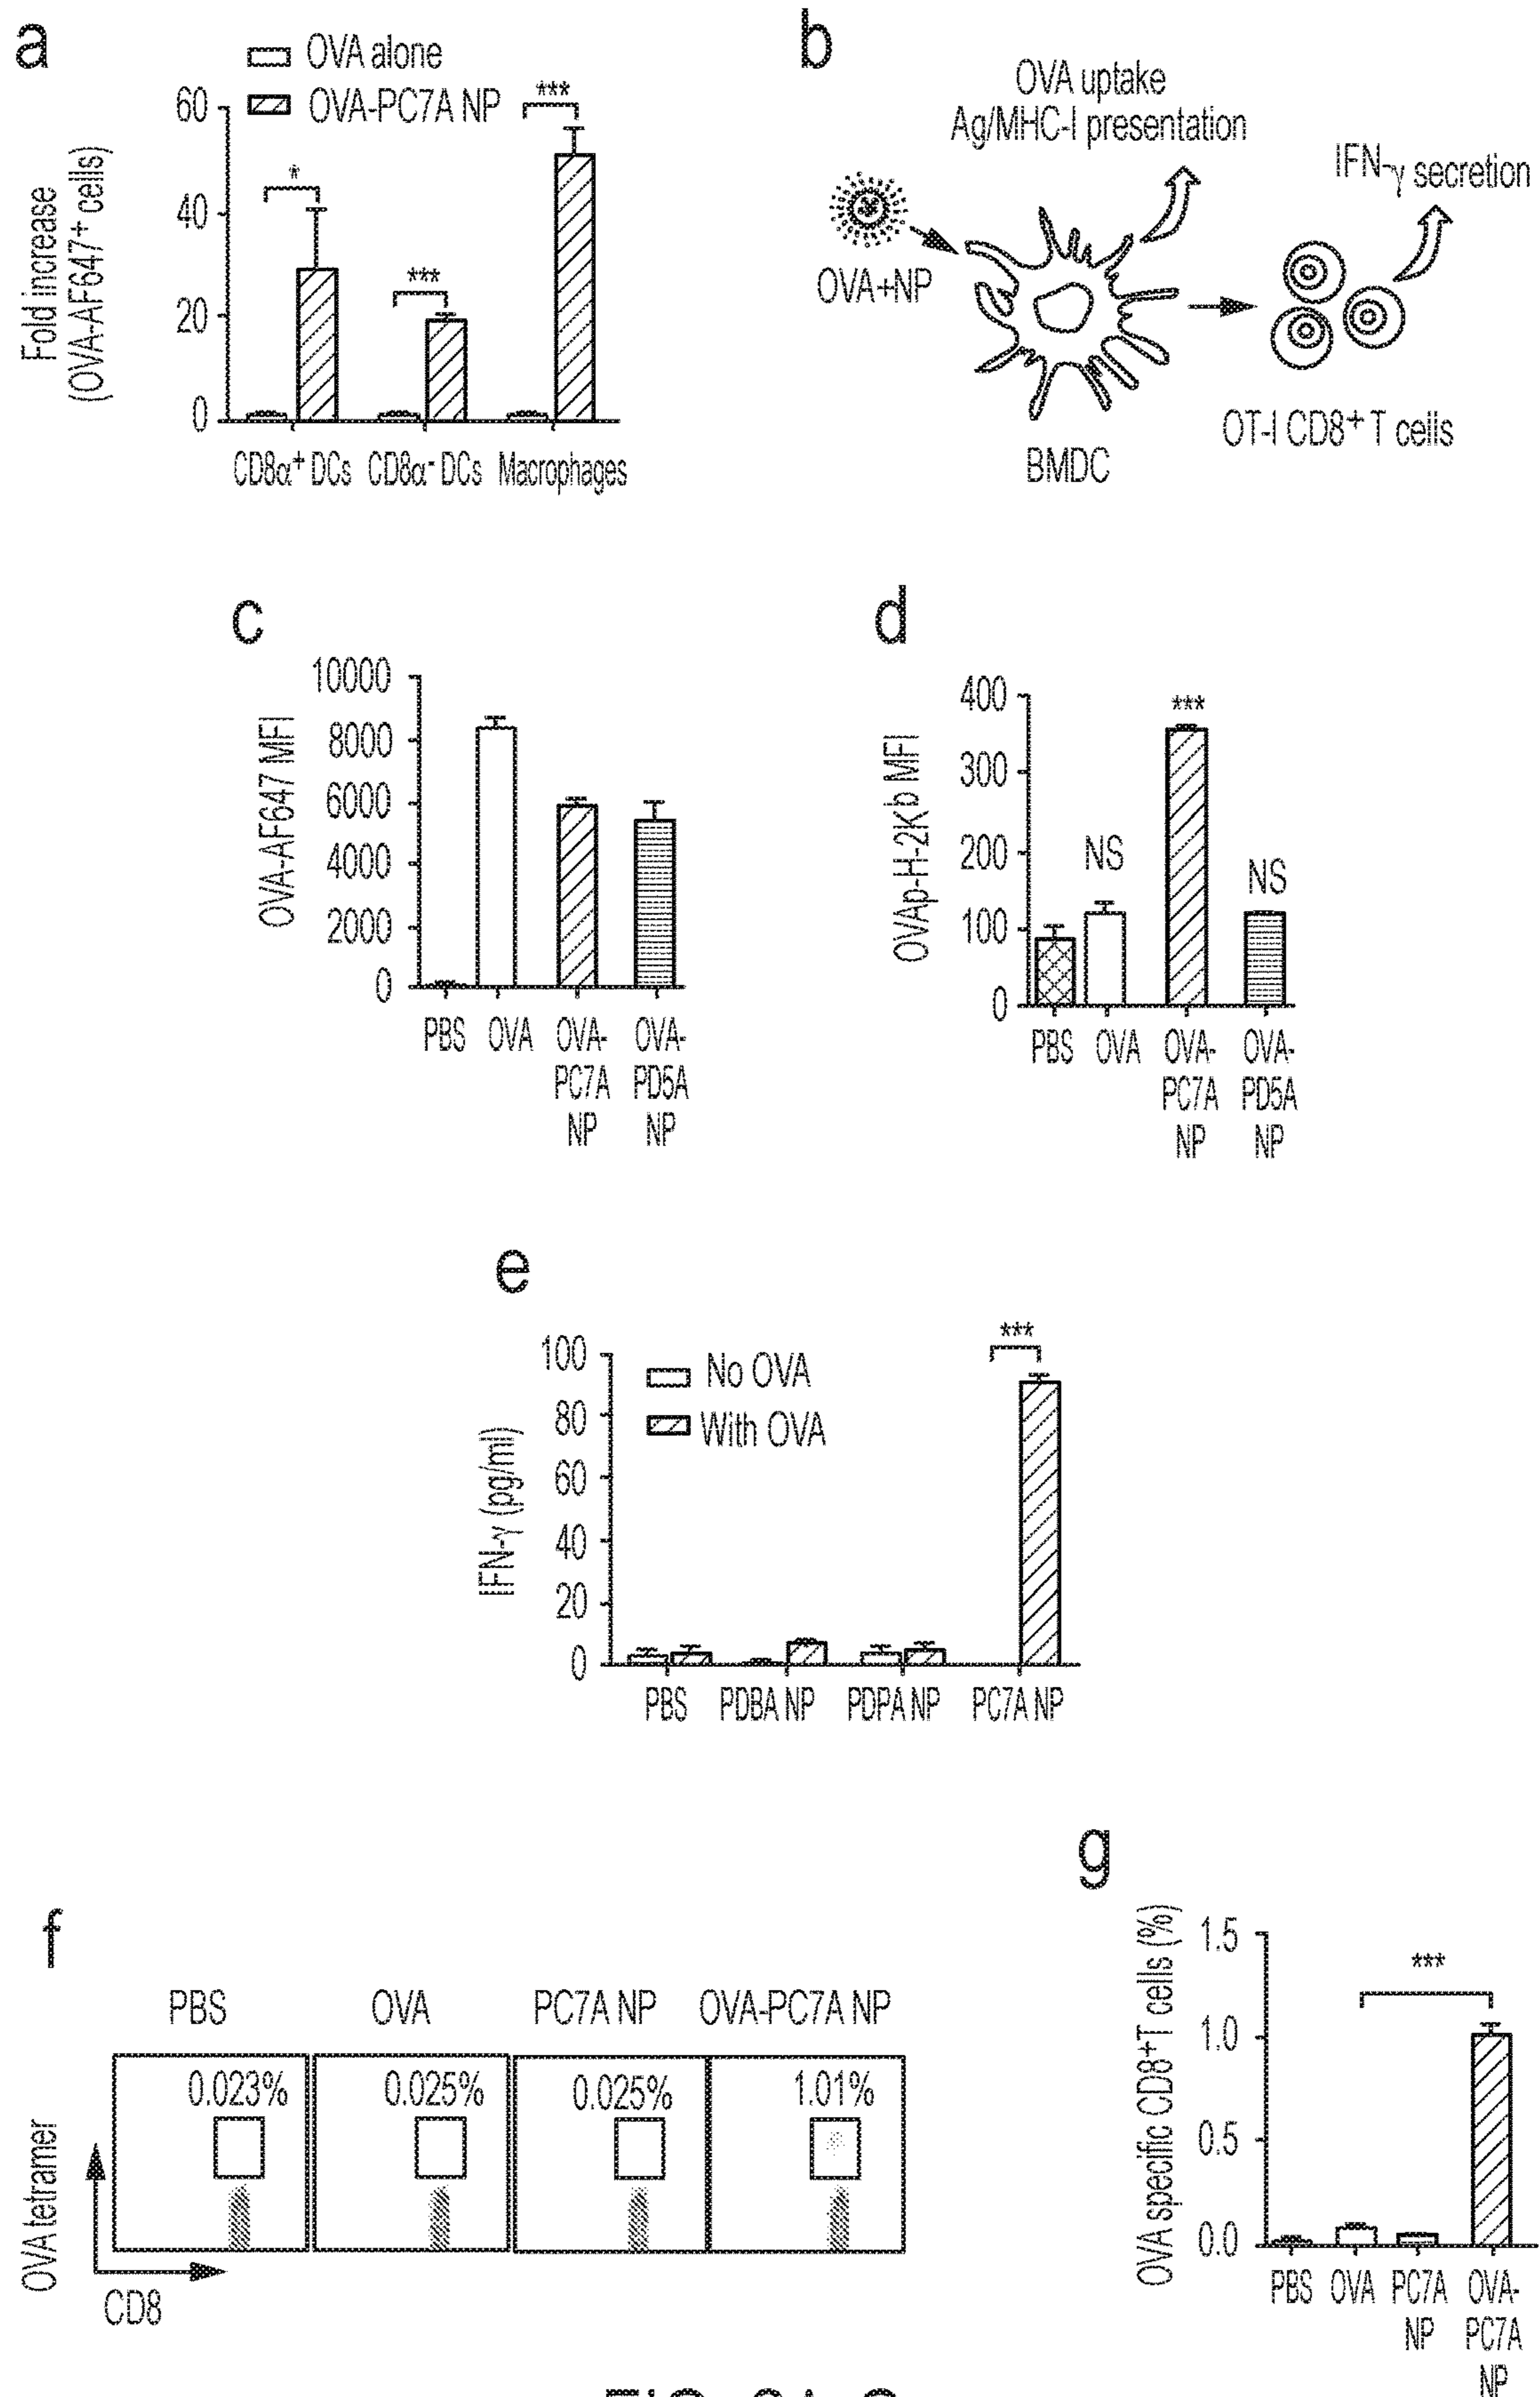 a
OVA alone
OVA-PC7A NP
Fold increase
(OVA-AF647+ cells)
60
40
20
0
*
***
***
CD8α+ DCs CD8α- DCs Macrophages
b
OVA uptake
Ag/MHC-I presentation
IFN-γ secretion
OVA+NP
BMDC
OT-I CD8+ T cells
c
OVA-AF647 MFI
10000
8000
6000
4000
2000
0
PBS OVA OVA- OVA-
PC7A PD5A
NP NP
d
OVAp-H-2Kb MFI
400
300
200
100
0
NS
***
NS
PBS OVA OVA- OVA-
PC7A PD5A
NP NP
e
IFN-γ (pg/ml)
100
80
60
40
20
0
No OVA
With OVA
***
PBS PDBA NP PDPA NP PC7A NP
f
PBS OVA PC7A NP OVA-PC7A NP
0.023% 0.025% 0.025% 1.01%
OVA tetramer
CD8
g
OVA specific CD8+T cells (%)
1.5
1.0
0.5
0.0
***
PBS OVA PC7A OVA-
NP PC7A
NP